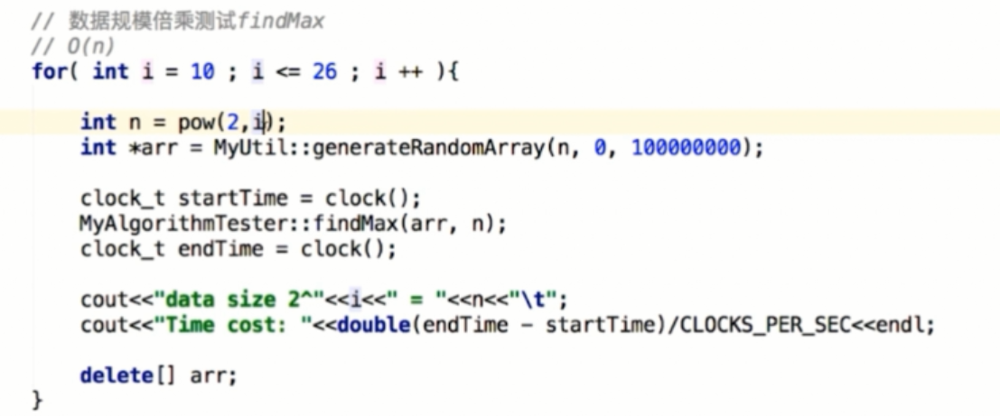 // 数据规模倍乘测试findMax
// O(n)
for( int i = 10 ; i <= 26 ; i ++ ){
int n = pow(2,i);
int *arr = MyUtil::generateRandomArray(n, 0, 100000000);
clock_t startTime = clock();
MyAlgorithmTester::findMax(arr, n);
clock_t endTime = clock();
cout<<"data size 2^"<<i<<" = "<<n<<"\t";
cout<<"Time cost: "<<double(endTime - startTime)/CLOCKS_PER_SEC<<endl;
delete[] arr;
}